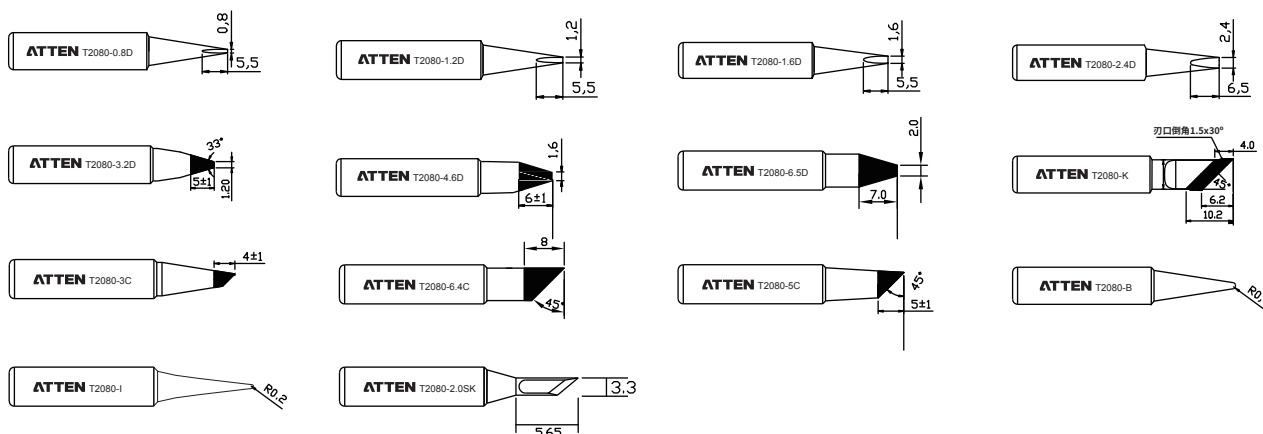 0,8
ATTEN T2080-0.8D
5,5
1,2
ATTEN T2080-1.2D
5,5
1,6
ATTEN T2080-1.6D
5,5
2,4
ATTEN T2080-2.4D
6,5
33°
ATTEN T2080-3.2D
5±1
1.20
1,6
ATTEN T2080-4.6D
6±1
2.0
ATTEN T2080-6.5D
7.0
刃口倒角1.5x30°
4.0
ATTEN T2080-K
45°
6.2
10.2
4±1
ATTEN T2080-3C
8
ATTEN T2080-6.4C
45°
ATTEN T2080-5C
45°
5±1
ATTEN T2080-B
ATTEN T2080-I
R0.2
ATTEN T2080-2.0SK
3.3
5.65